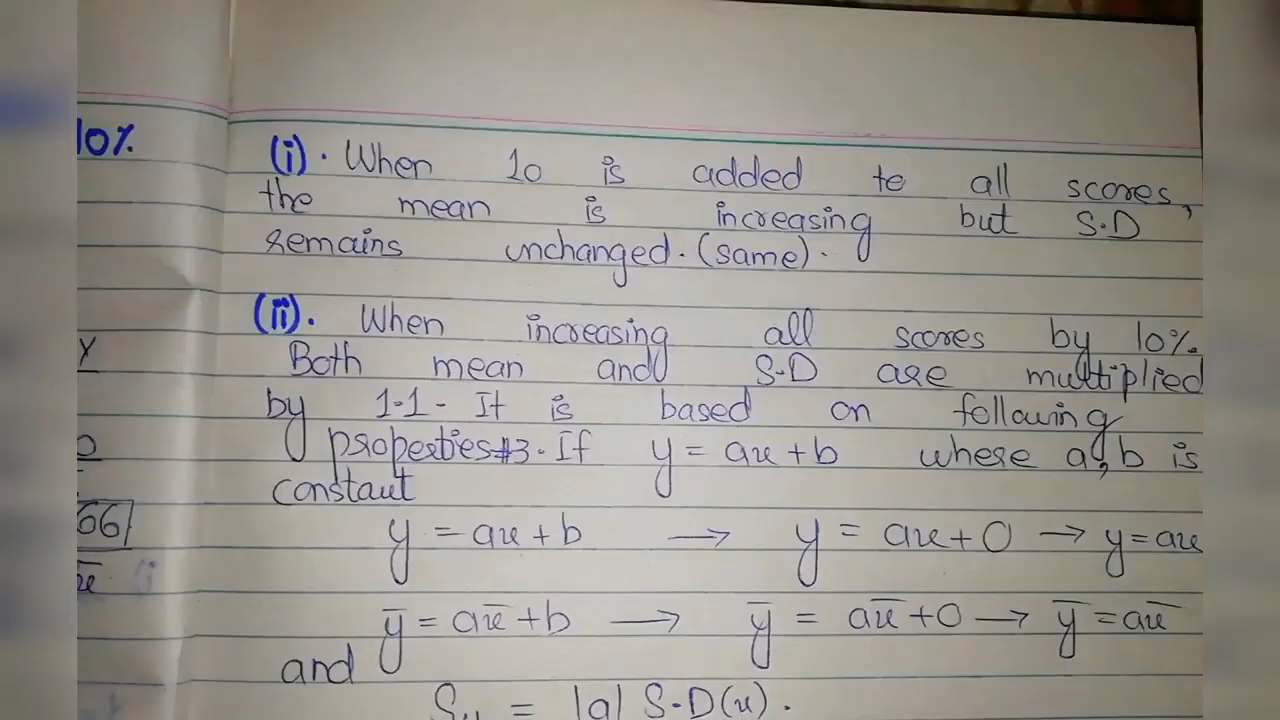 10%
(i). When 10 is added to all scores,
the mean is increasing but S.D
remains unchanged. (same).
(ii). When increasing all scores by 10%.
Both mean and S.D are multiplied
by 1.1. It is based on following
properties#3. If y = ax + b where a,b is
constant
y = ax + b → y = ax + 0 → y = ax
ȳ = ax̄ + b → ȳ = ax̄ + 0 → ȳ = ax̄
and
= |a| S.D(x).
Y
66
x̄